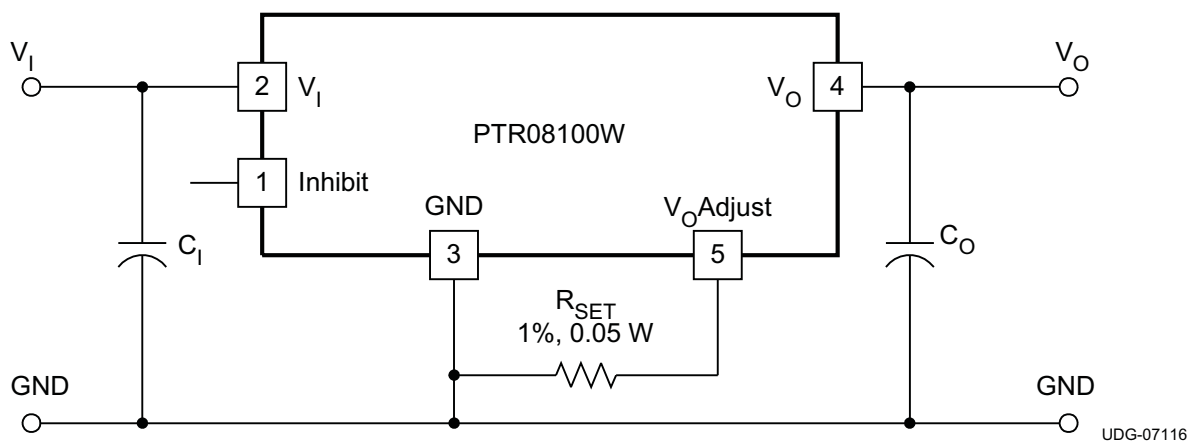 V_I
V_O
2
V_I
V_O
4
PTR08100W
1
Inhibit
GND
V_O Adjust
3
5
C_I
C_O
R_SET
1%, 0.05 W
GND
GND
UDG-07116